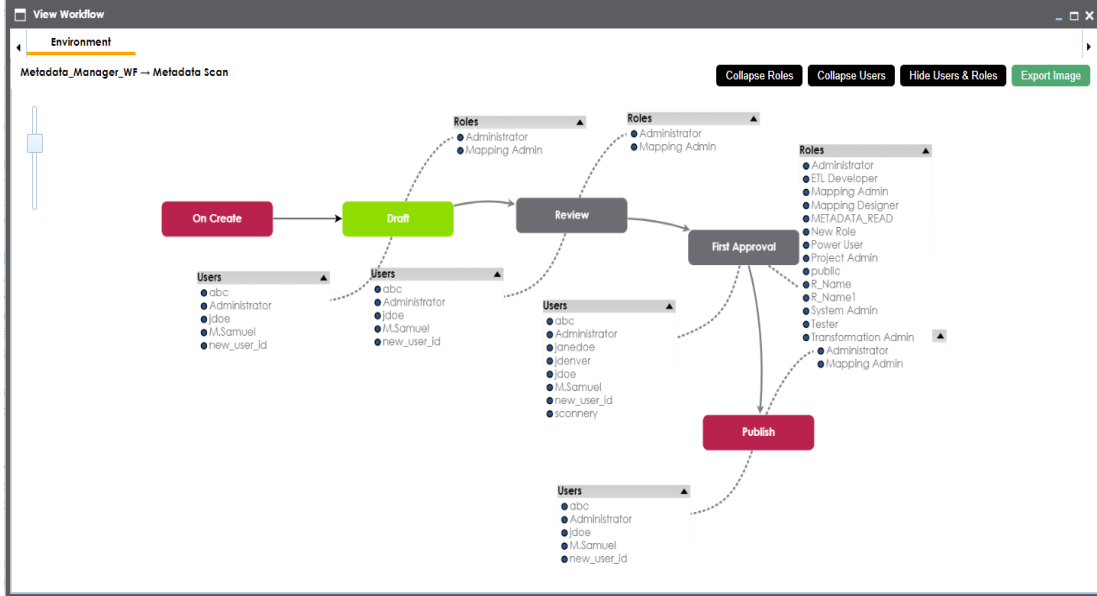 View Workflow
Environment
Metadata_Manager_WF → Metadata Scan
Collapse Roles
Collapse Users
Hide Users & Roles
Export Image
Roles
Administrator
Mapping Admin
Roles
Administrator
Mapping Admin
Roles
Administrator
ETL Developer
Mapping Admin
Mapping Designer
METADATA_READ
New Role
Power User
Project Admin
public
R_Name
R_Name1
System Admin
Tester
Transformation Admin
Administrator
Mapping Admin
On Create
Draft
Review
First Approval
Users
abc
Administrator
jdoe
M.Samuel
new_user_id
Users
abc
Administrator
jdoe
M.Samuel
new_user_id
Users
abc
Administrator
janedoe
jdenver
jdoe
M.Samuel
new_user_id
sconnery
Publish
Users
abc
Administrator
jdoe
M.Samuel
new_user_id